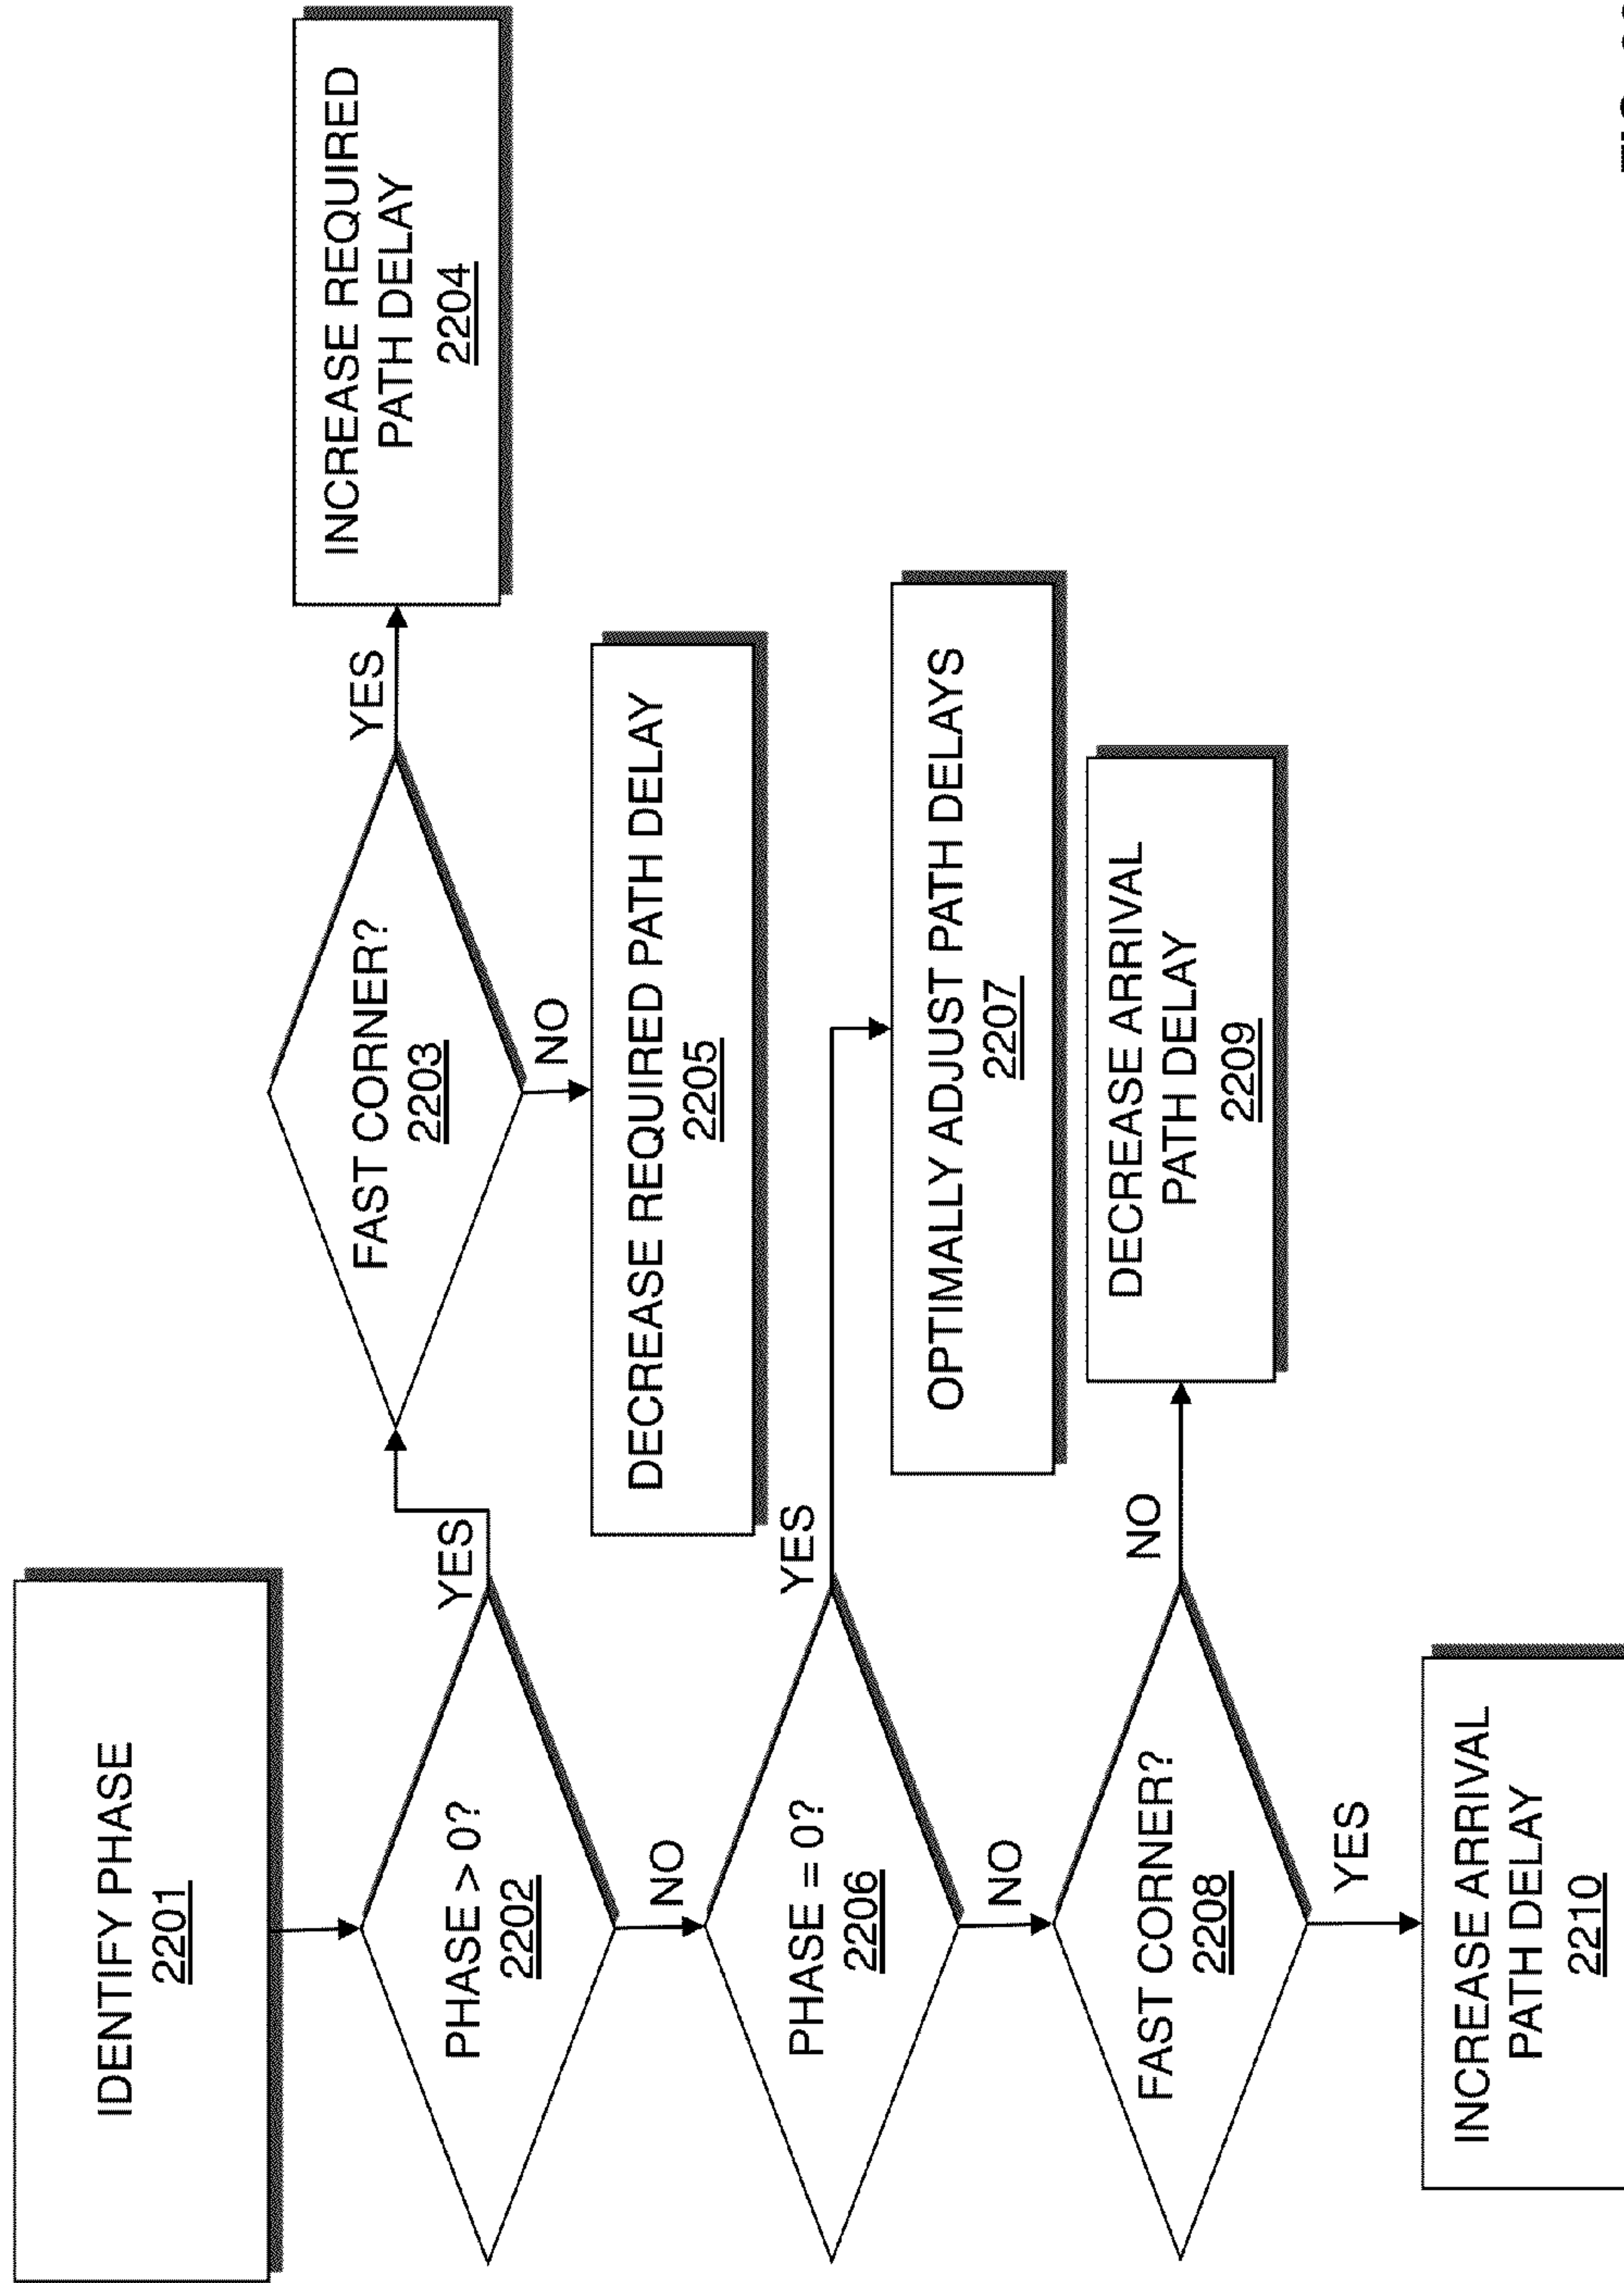 IDENTIFY PHASE
2201
PHASE > 0?
2202
YES
NO
FAST CORNER?
2203
YES
NO
INCREASE REQUIRED
PATH DELAY
2204
DECREASE REQUIRED PATH DELAY
2205
PHASE = 0?
2206
YES
NO
OPTIMALLY ADJUST PATH DELAYS
2207
FAST CORNER?
2208
NO
YES
DECREASE ARRIVAL
PATH DELAY
2209
INCREASE ARRIVAL
PATH DELAY
2210